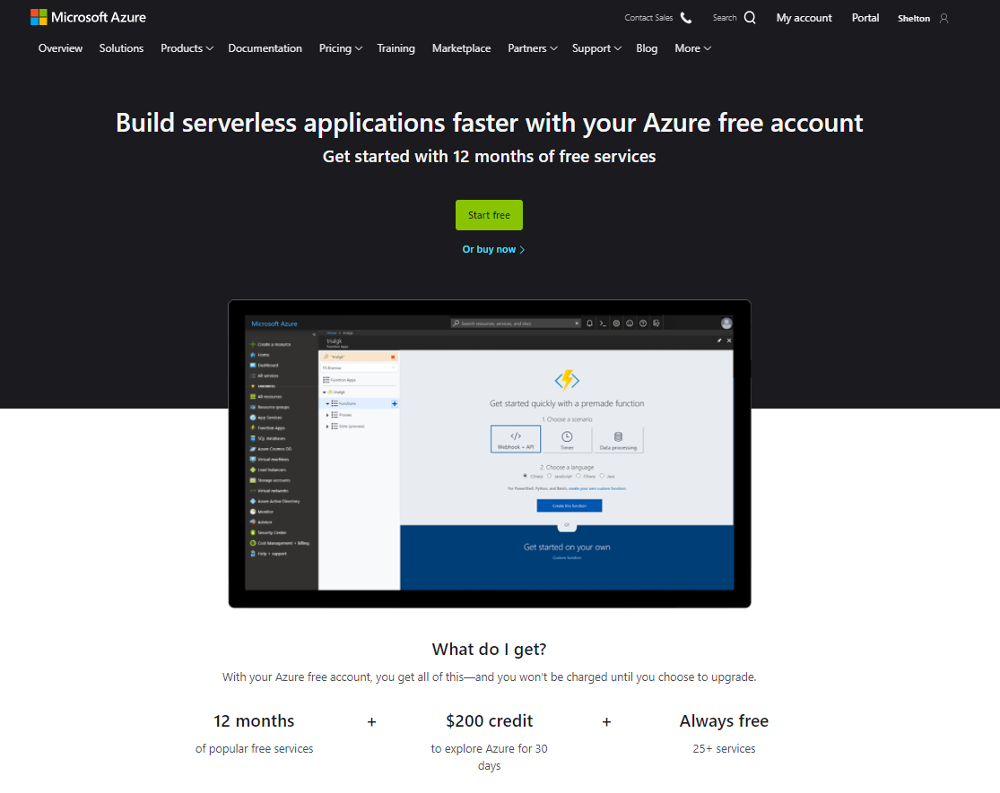 Microsoft Azure
Contact Sales Search My account Portal Shelton
Overview Solutions Products Documentation Pricing Training Marketplace Partners Support Blog More
Build serverless applications faster with your Azure free account
Get started with 12 months of free services
Start free
Or buy now
Microsoft Azure
Search resources, services, and docs
Create a resource
Home
Dashboard
All services
Favorites
All resources
Resource groups
App Services
Function Apps
SQL databases
Azure Cosmos DB
Virtual machines
Load balancers
Storage accounts
Virtual networks
Azure Active Directory
Monitor
Advisor
Security Center
Cost Management + Billing
Help + support
Home > trialgk
trialgk
Function Apps
"trialgk"
Function Apps
trialgk
Functions
Proxies
Slots (preview)
Get started quickly with a premade function
1. Choose a scenario
Webhook + API Timer Data processing
2. Choose a language
CSharp JavaScript FSharp Java
For PowerShell, Python, and Batch, create your own custom function
Create this function
or
Get started on your own
Custom function
What do I get?
With your Azure free account, you get all of this—and you won't be charged until you choose to upgrade.
12 months + $200 credit + Always free
of popular free services to explore Azure for 30 25+ services
days